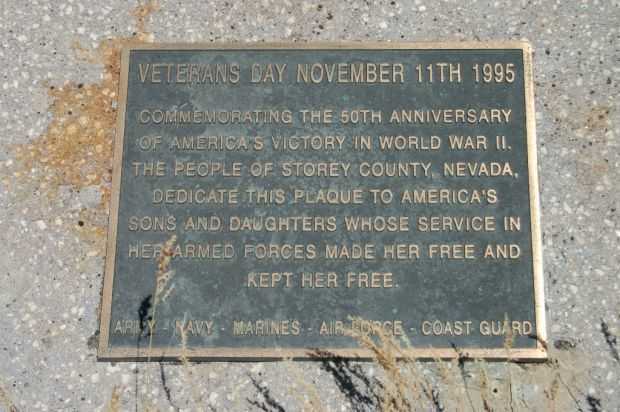 VETERANS DAY NOVEMBER 11TH 1995
COMMEMORATING THE 50TH ANNIVERSARY
OF AMERICA'S VICTORY IN WORLD WAR II.
THE PEOPLE OF STOREY COUNTY, NEVADA,
DEDICATE THIS PLAQUE TO AMERICA'S
SONS AND DAUGHTERS WHOSE SERVICE IN
HER ARMED FORCES MADE HER FREE AND
KEPT HER FREE.
ARMY - NAVY - MARINES - AIR FORCE - COAST GUARD